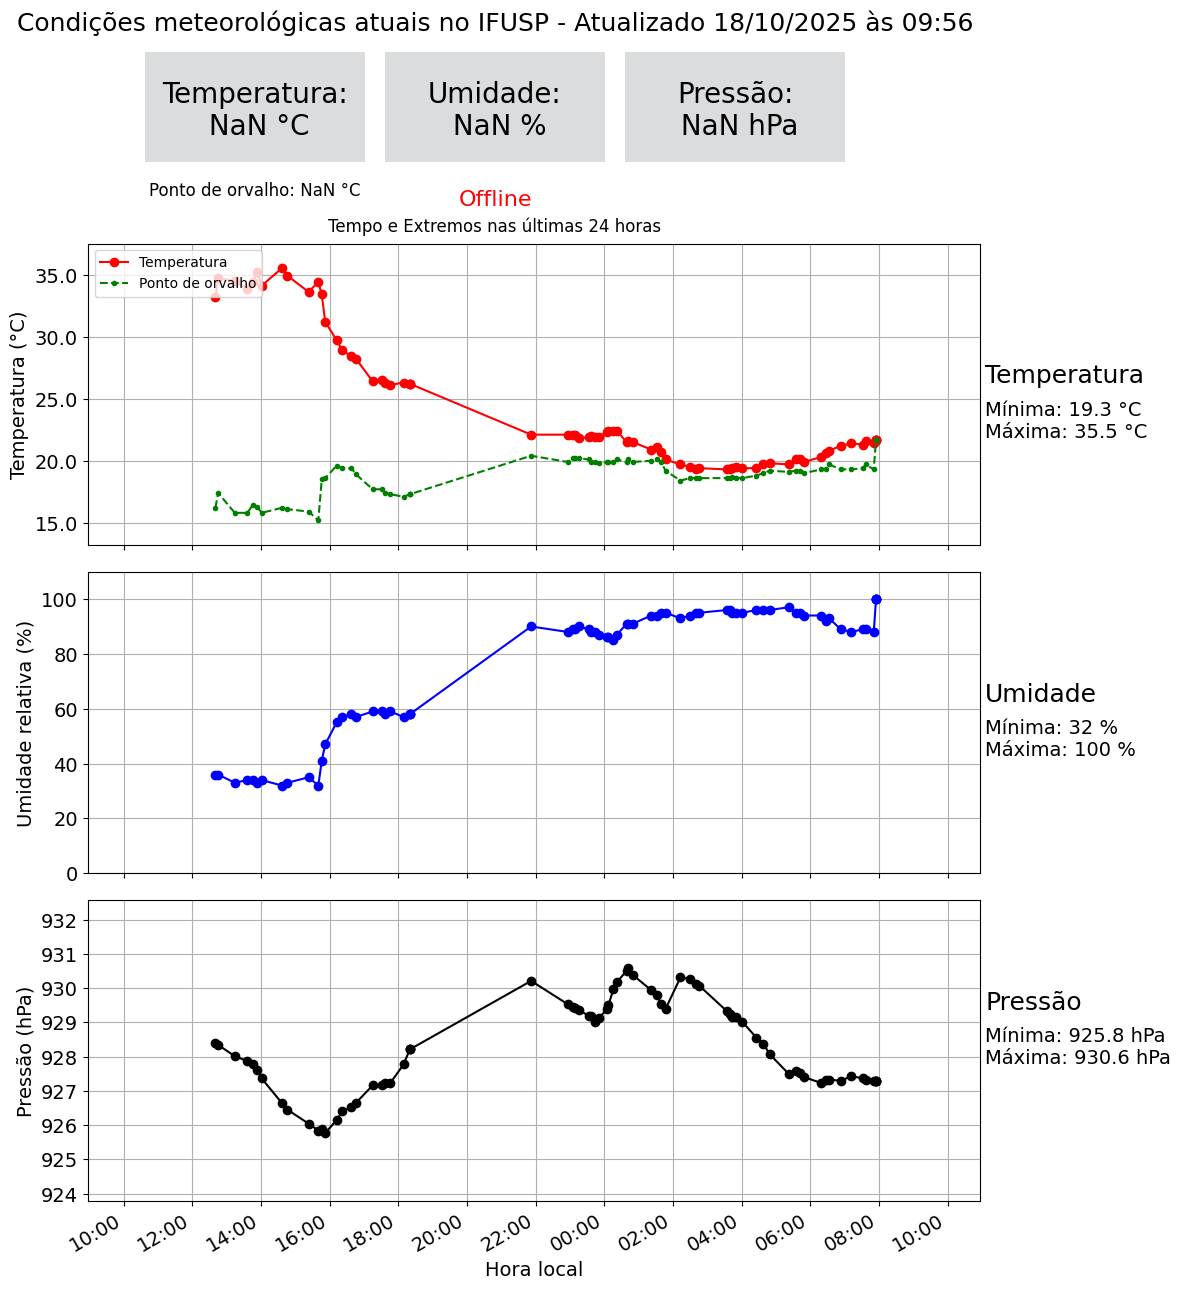 Condições meteorológicas atuais no IFUSP - Atualizado 18/10/2025 às 09:56
Temperatura:
NaN °C
Umidade:
NaN %
Pressão:
NaN hPa
Ponto de orvalho: NaN °C
Offline
Tempo e Extremos nas últimas 24 horas
Temperatura
Ponto de orvalho
Temperatura (°C)
35.0
30.0
25.0
20.0
15.0
Temperatura
Mínima: 19.3 °C
Máxima: 35.5 °C
Umidade relativa (%)
100
80
60
40
20
0
Umidade
Mínima: 32 %
Máxima: 100 %
Pressão (hPa)
932
931
930
929
928
927
926
925
924
Pressão
Mínima: 925.8 hPa
Máxima: 930.6 hPa
10:00 12:00 14:00 16:00 18:00 20:00 22:00 00:00 02:00 04:00 06:00 08:00 10:00
Hora local